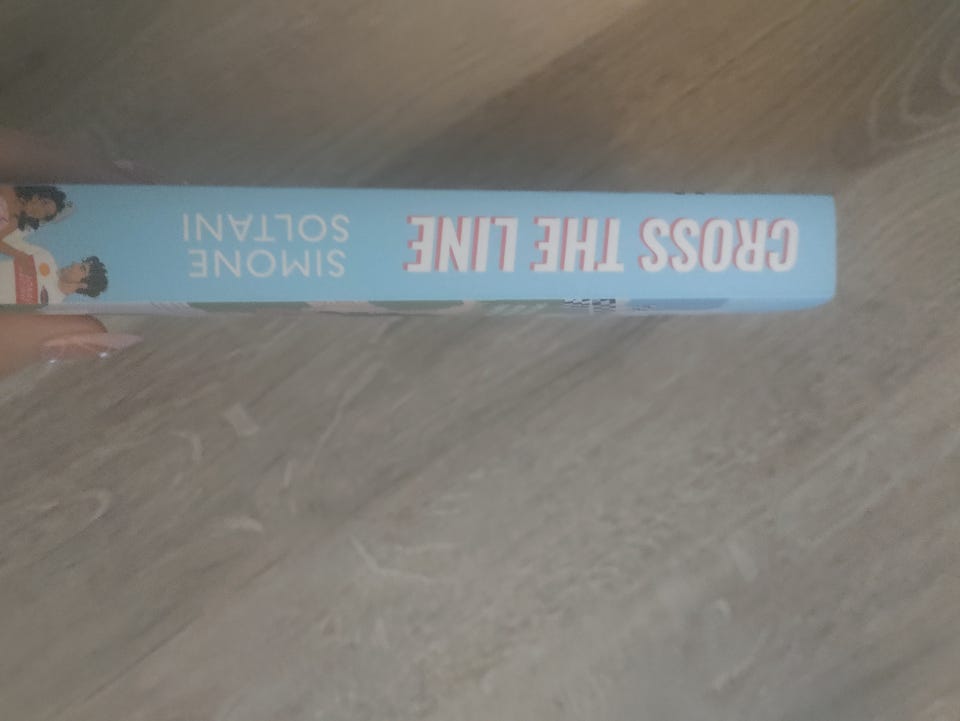 CROSS THE LINE
SIMONE
SOLTANI